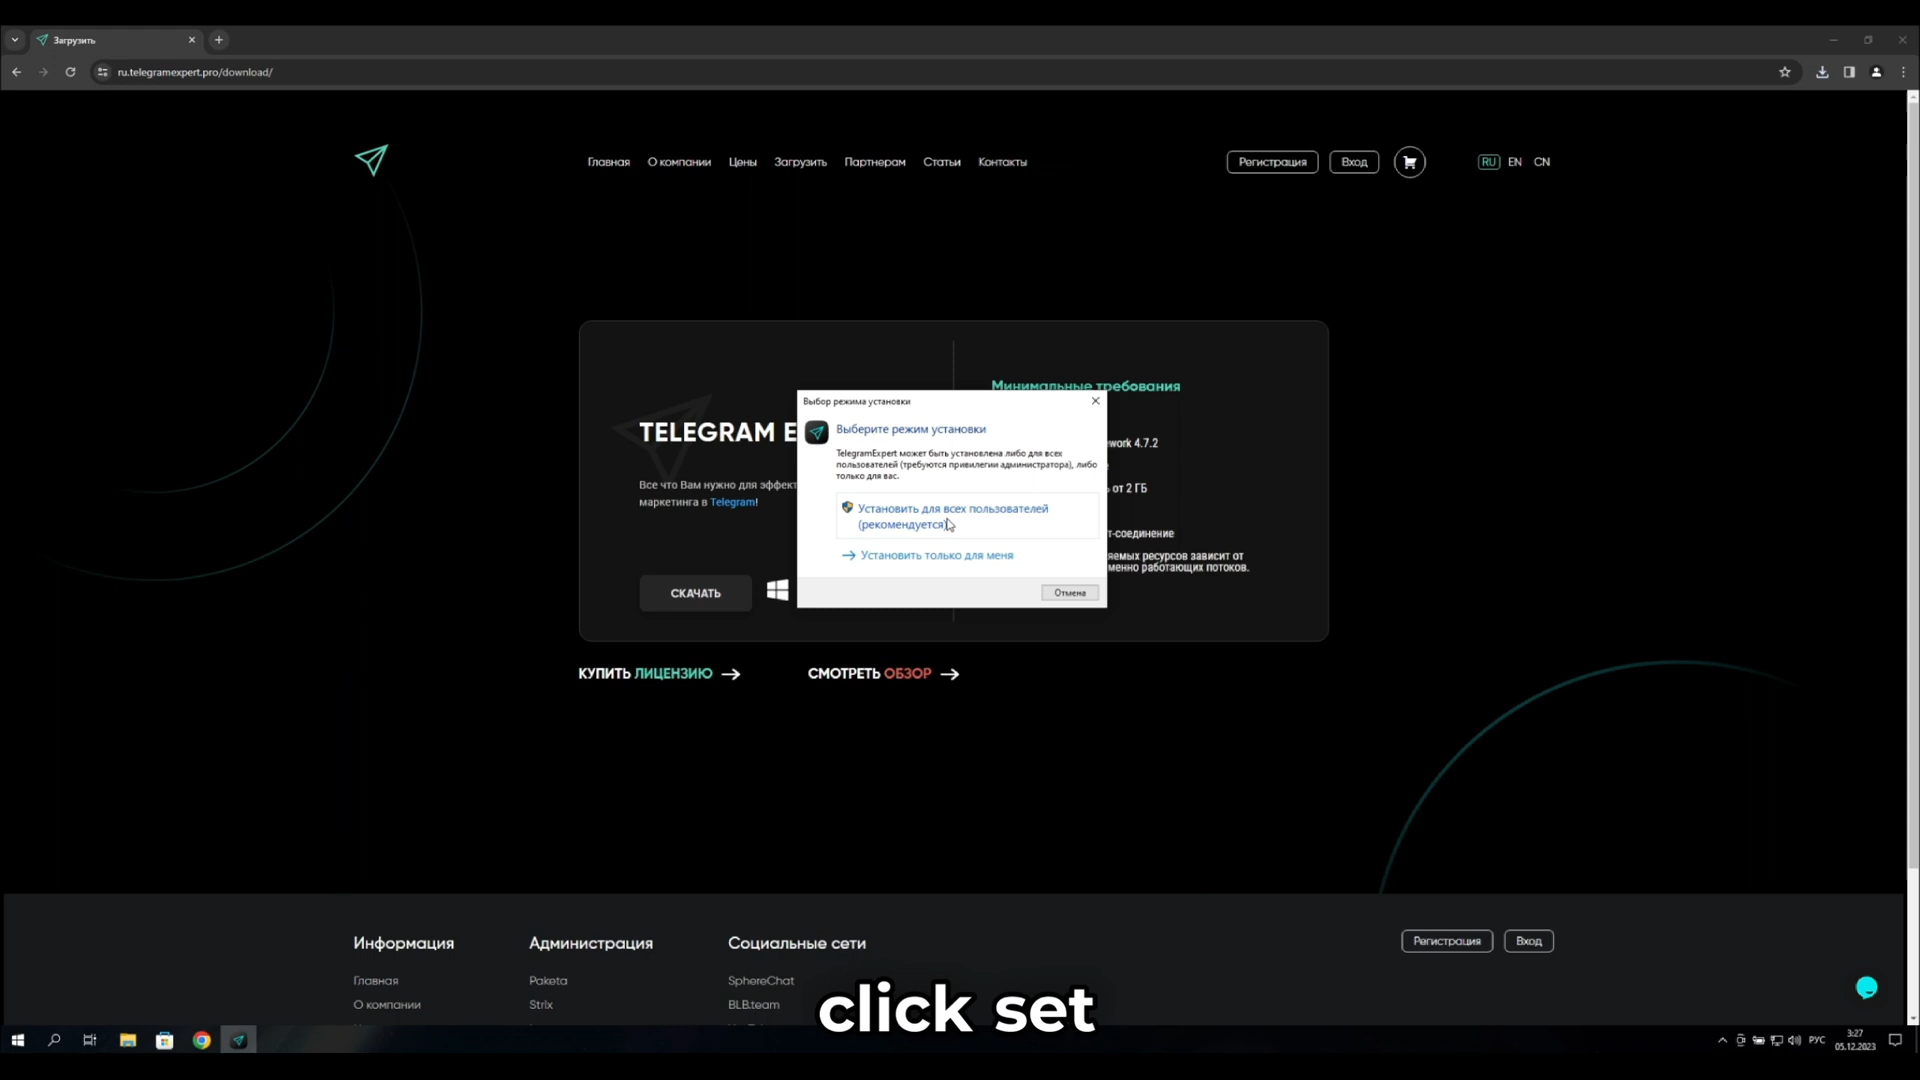 Загрузить
ru.telegramexpert.pro/download/
Главная О компании Цены Загрузить Партнерам Статьи Контакты
Регистрация Вход
RU EN CN
Минимальные требования
TELEGRAM E
Все что Вам нужно для эффект
маркетинга в Telegram!
СКАЧАТЬ
Выбор режима установки
Выберите режим установки
TelegramExpert может быть установлена либо для всех
пользователей (требуются привилегии администратора), либо
только для вас.
Установить для всех пользователей
(рекомендуется)
Установить только для меня
Отмена
work 4.7.2
от 2 ГБ
т-соединение
яемых ресурсов зависит от
менно работающих потоков.
КУПИТЬ ЛИЦЕНЗИЮ
СМОТРЕТЬ ОБЗОР
Информация
Главная
О компании
Администрация
Paketa
Strix
Социальные сети
SphereChat
BLB.team
Регистрация Вход
click set
РУС
3:27
05.12.2023